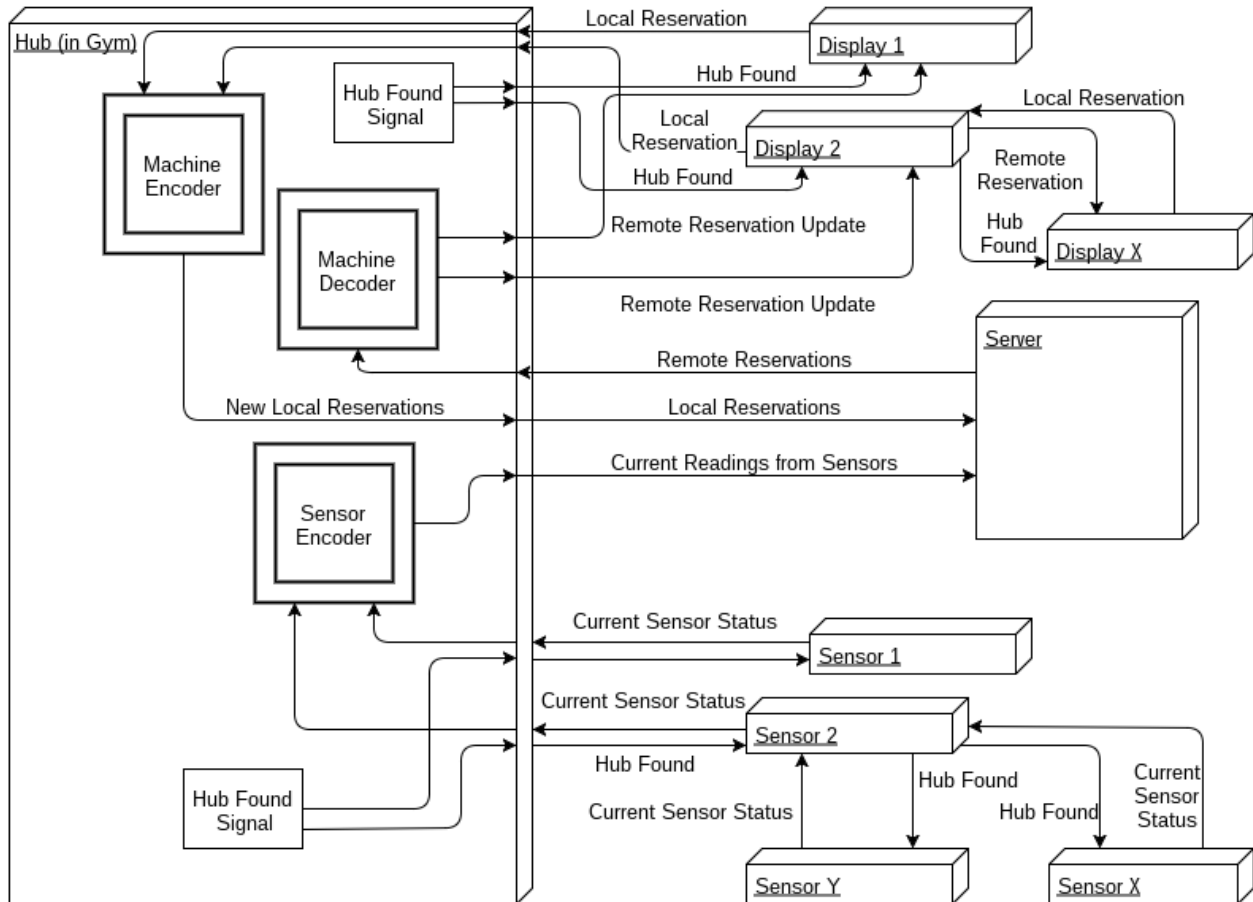 Local Reservation
Hub (in Gym)
Display 1
Hub Found
Hub Found
Signal
Local Reservation
Local
Reservation
Display 2
Machine
Encoder
Remote
Reservation
Hub Found
Remote Reservation Update
Hub
Found
Display X
Machine
Decoder
Remote Reservation Update
Server
Remote Reservations
New Local Reservations
Local Reservations
Current Readings from Sensors
Sensor
Encoder
Current Sensor Status
Sensor 1
Current Sensor Status
Sensor 2
Hub Found
Hub Found
Signal
Current Sensor Status
Hub Found
Hub Found
Current
Sensor
Status
Sensor Y
Sensor X